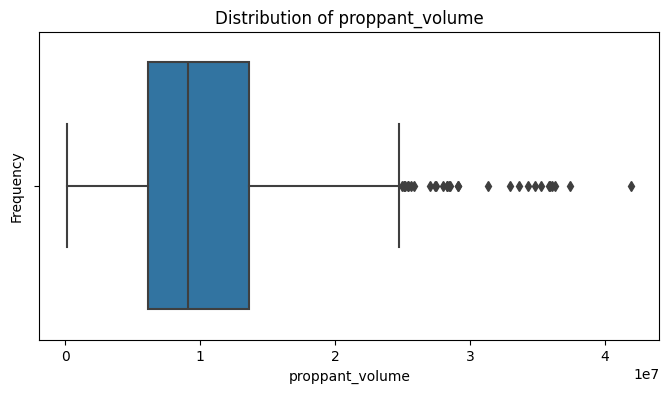 Distribution of proppant_volume
Frequency
0 1 2 3 4
1e7
proppant_volume